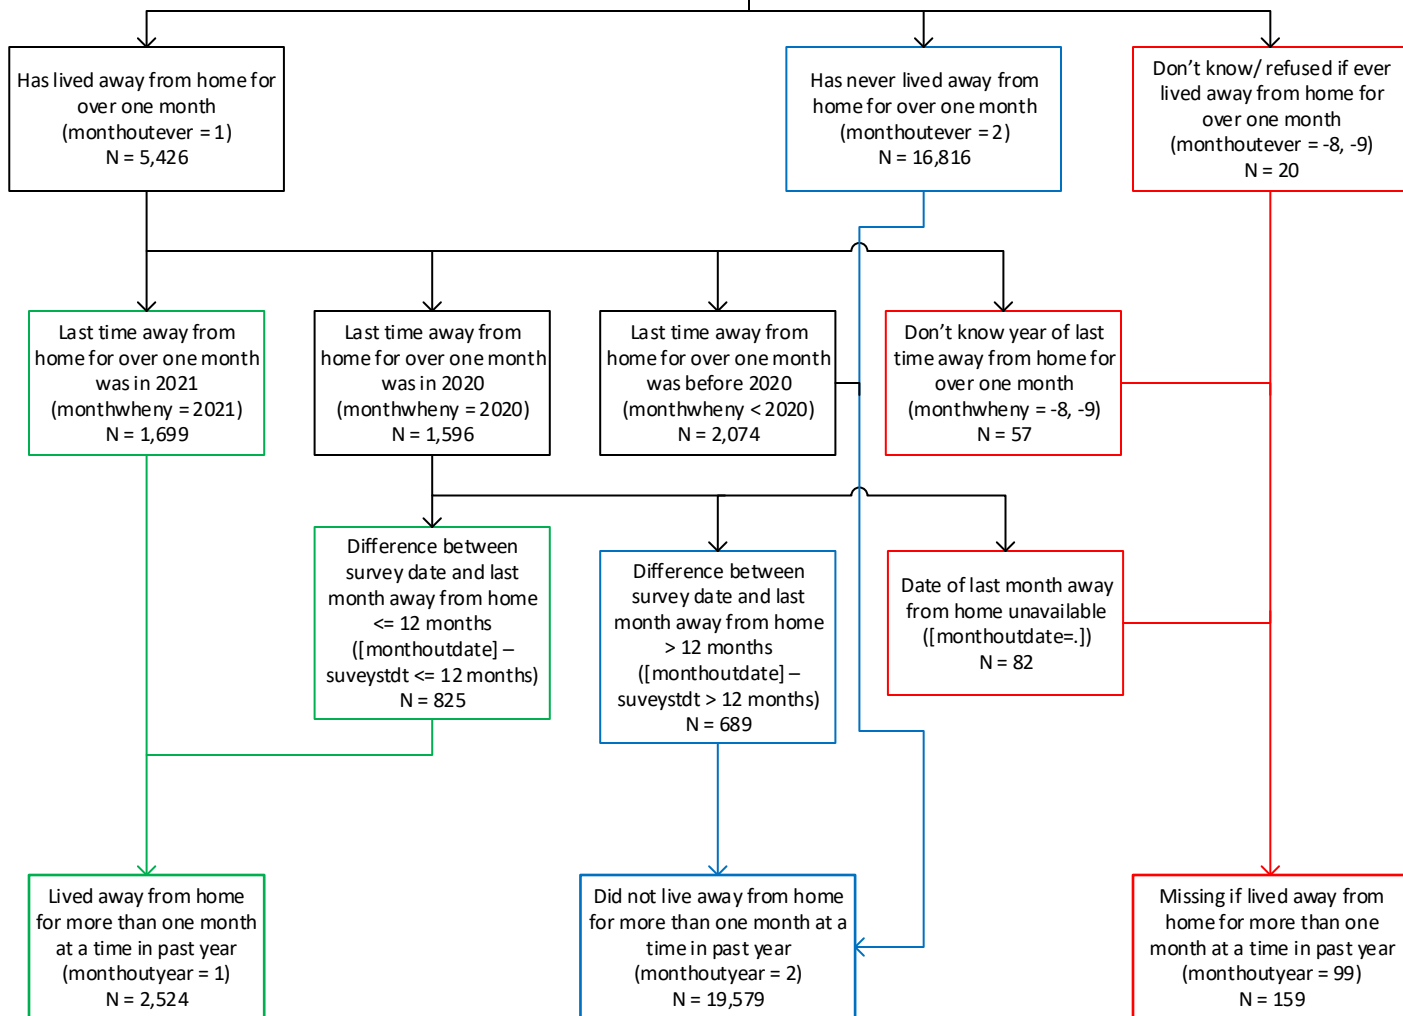 Has lived away from home for
over one month
(monthoutever = 1)
N = 5,426
Has never lived away from
home for over one month
(monthoutever = 2)
N = 16,816
Don't know/ refused if ever
lived away from home for
over one month
(monthoutever = -8, -9)
N = 20
Last time away from
home for over one month
was in 2021
(monthwheny = 2021)
N = 1,699
Last time away from
home for over one month
was in 2020
(monthwheny = 2020)
N = 1,596
Last time away from
home for over one month
was before 2020
(monthwheny < 2020)
N = 2,074
Don't know year of last
time away from home for
over one month
(monthwheny = -8, -9)
N = 57
Difference between
survey date and last
month away from home
<= 12 months
([monthoutdate] –
suveystdt <= 12 months)
N = 825
Difference between
survey date and last
month away from home
> 12 months
([monthoutdate] –
suveystdt > 12 months)
N = 689
Date of last month away
from home unavailable
([monthoutdate=.])
N = 82
Lived away from home
for more than one month
at a time in past year
(monthoutyear = 1)
N = 2,524
Did not live away from home
for more than one month at a
time in past year
(monthoutyear = 2)
N = 19,579
Missing if lived away from
home for more than one
month at a time in past year
(monthoutyear = 99)
N = 159